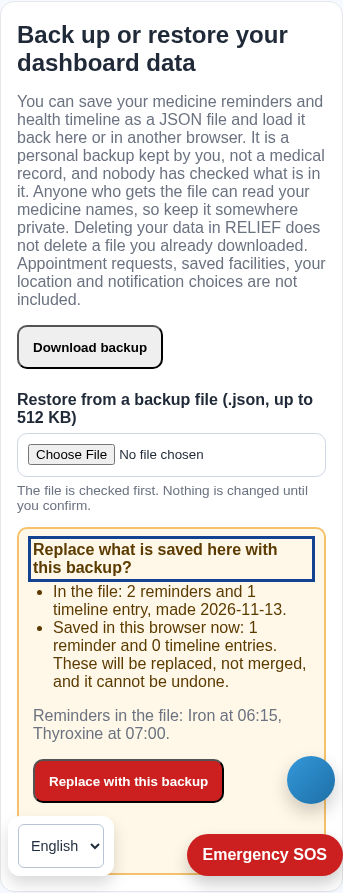 Back up or restore your
dashboard data
You can save your medicine reminders and
health timeline as a JSON file and load it
back here or in another browser. It is a
personal backup kept by you, not a medical
record, and nobody has checked what is in
it. Anyone who gets the file can read your
medicine names, so keep it somewhere
private. Deleting your data in RELIEF does
not delete a file you already downloaded.
Appointment requests, saved facilities, your
location and notification choices are not
included.
Download backup
Restore from a backup file (.json, up to
512 KB)
Choose File No file chosen
The file is checked first. Nothing is changed until
you confirm.
Replace what is saved here with
this backup?
• In the file: 2 reminders and 1
timeline entry, made 2026-11-13.
• Saved in this browser now: 1
reminder and 0 timeline entries.
These will be replaced, not merged,
and it cannot be undone.
Reminders in the file: Iron at 06:15,
Thyroxine at 07:00.
Replace with this backup
English
Emergency SOS